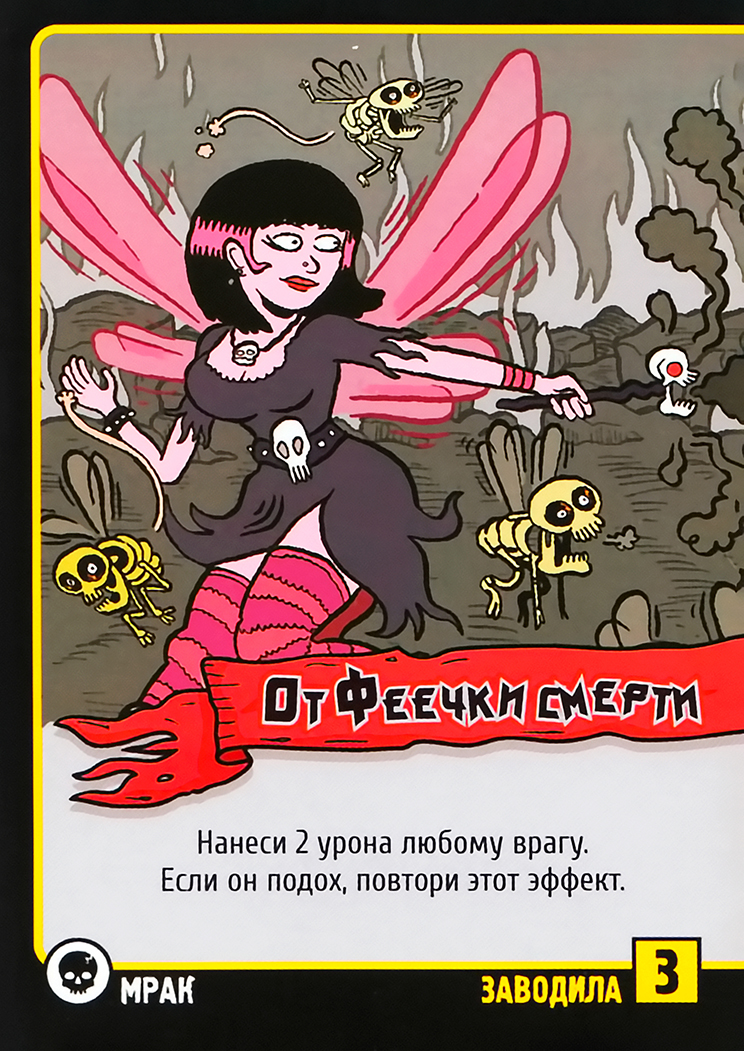 От Феечки смерти
Нанеси 2 урона любому врагу.
Если он подох, повтори этот эффект.
МРАК
ЗАВОДИЛА 3